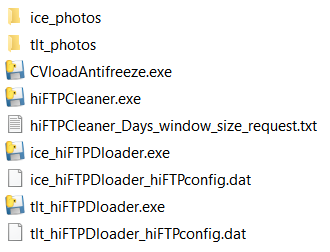 ice_photos
tlt_photos
CVloadAntifreeze.exe
hiFTPCleaner.exe
hiFTPCleaner_Days_window_size_request.txt
ice_hiFTPDloader.exe
ice_hiFTPDloader_hiFTPconfig.dat
tlt_hiFTPDloader.exe
tlt_hiFTPDloader_hiFTPconfig.dat